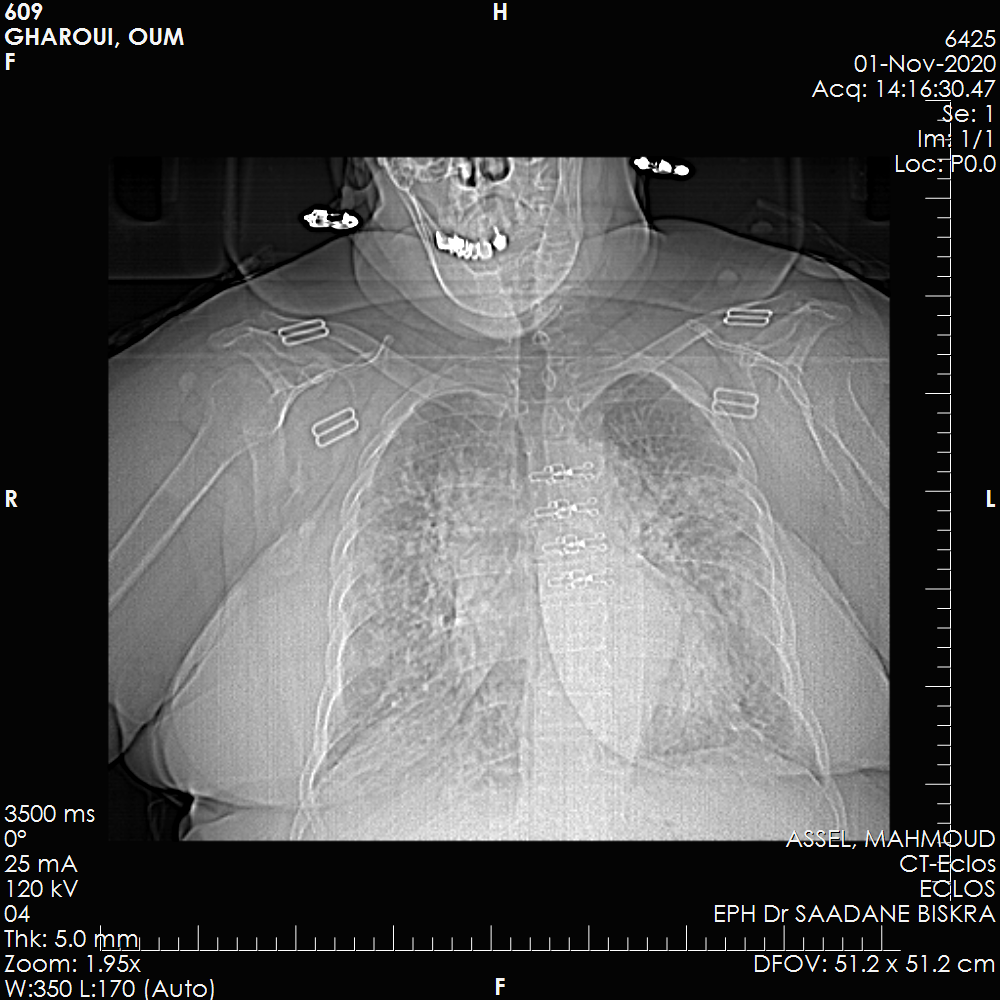 609
GHAROUI, OUM
F
H
6425
01-Nov-2020
Acq: 14:16:30.47
Se: 1
Im: 1/1
Loc: P0.0
R
L
3500 ms
0°
25 mA
120 kV
04
Thk: 5.0 mm
Zoom: 1.95x
W:350 L:170 (Auto)
F
ASSEL, MAHMOUD
CT-Eclos
ECLOS
EPH Dr SAADANE BISKRA
DFOV: 51.2 x 51.2 cm